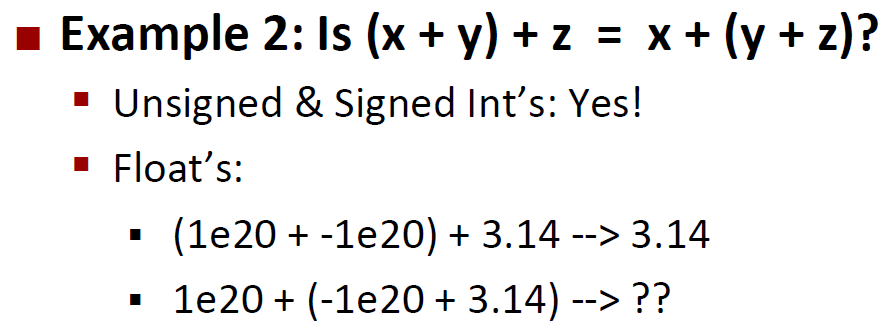 ■ Example 2: Is (x + y) + z = x + (y + z)?
▪ Unsigned & Signed Int’s: Yes!
▪ Float’s:
▪ (1e20 + -1e20) + 3.14 --> 3.14
▪ 1e20 + (-1e20 + 3.14) --> ??